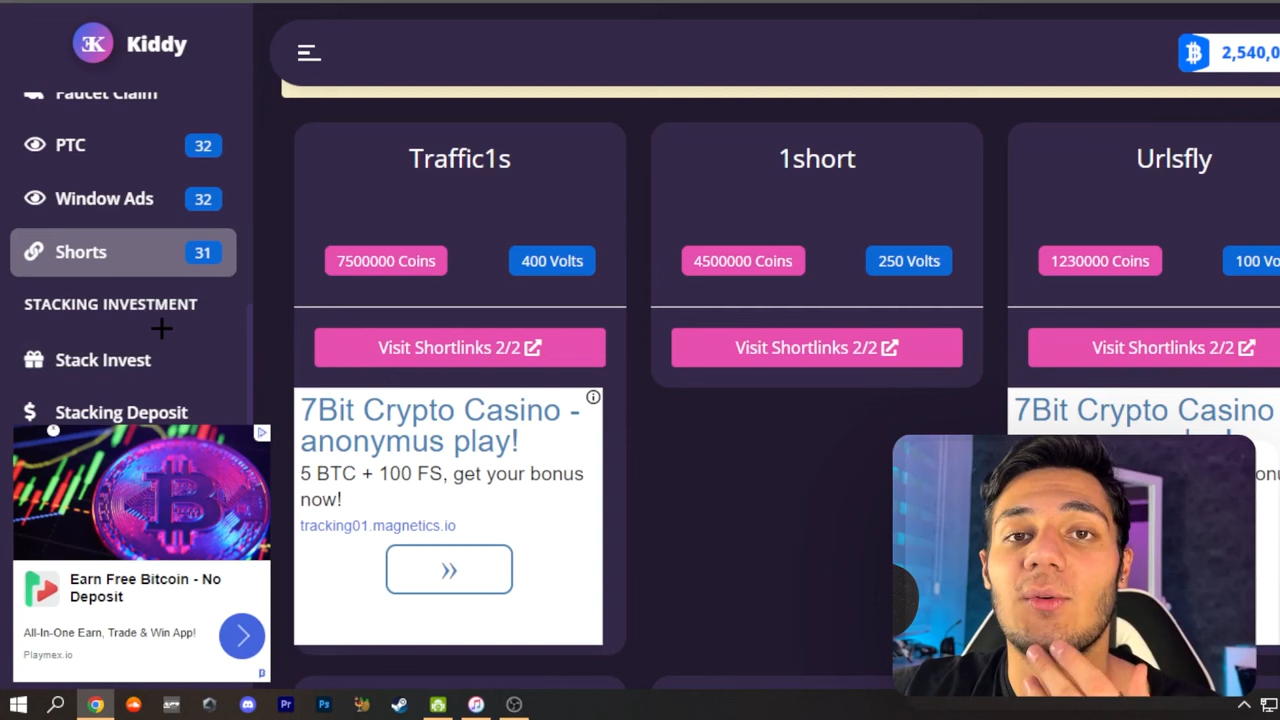 Kiddy
2,540,0
Faucet Claim
PTC
32
Window Ads
32
Shorts
31
STACKING INVESTMENT
Stack Invest
Stacking Deposit
Earn Free Bitcoin - No
Deposit
All-In-One Earn, Trade & Win App!
Playmex.io
Traffic1s
7500000 Coins
400 Volts
Visit Shortlinks 2/2
7Bit Crypto Casino -
anonymus play!
5 BTC + 100 FS, get your bonus
now!
tracking01.magnetics.io
1short
4500000 Coins
250 Volts
Visit Shortlinks 2/2
Urlsfly
1230000 Coins
100 Vo
Visit Shortlinks 2/2
7Bit Crypto Casino